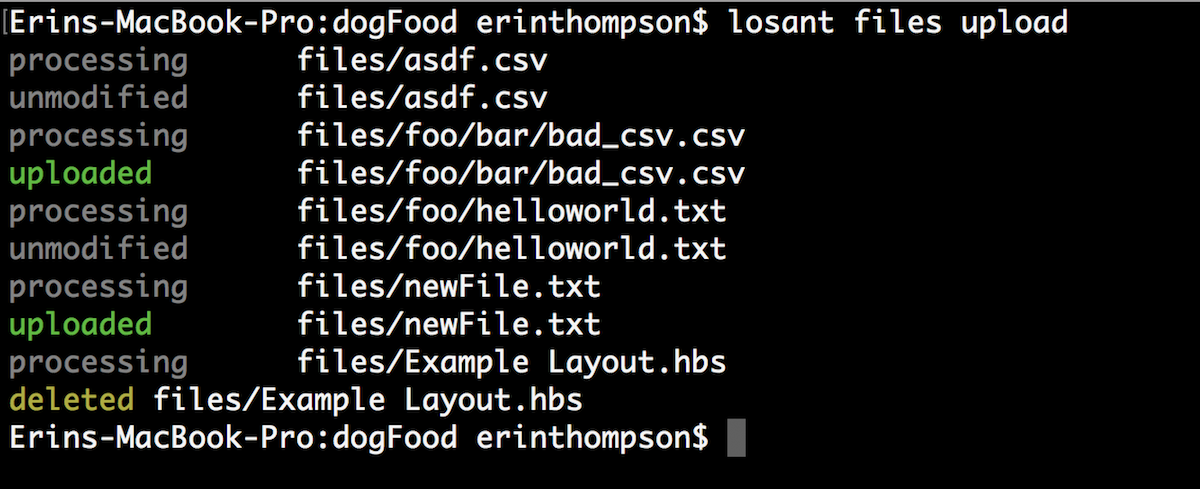 [Erins-MacBook-Pro:dogFood erinthompson$ losant files upload
processing files/asdf.csv
unmodified files/asdf.csv
processing files/foo/bar/bad_csv.csv
uploaded files/foo/bar/bad_csv.csv
processing files/foo/helloworld.txt
unmodified files/foo/helloworld.txt
processing files/newFile.txt
uploaded files/newFile.txt
processing files/Example Layout.hbs
deleted files/Example Layout.hbs
Erins-MacBook-Pro:dogFood erinthompson$